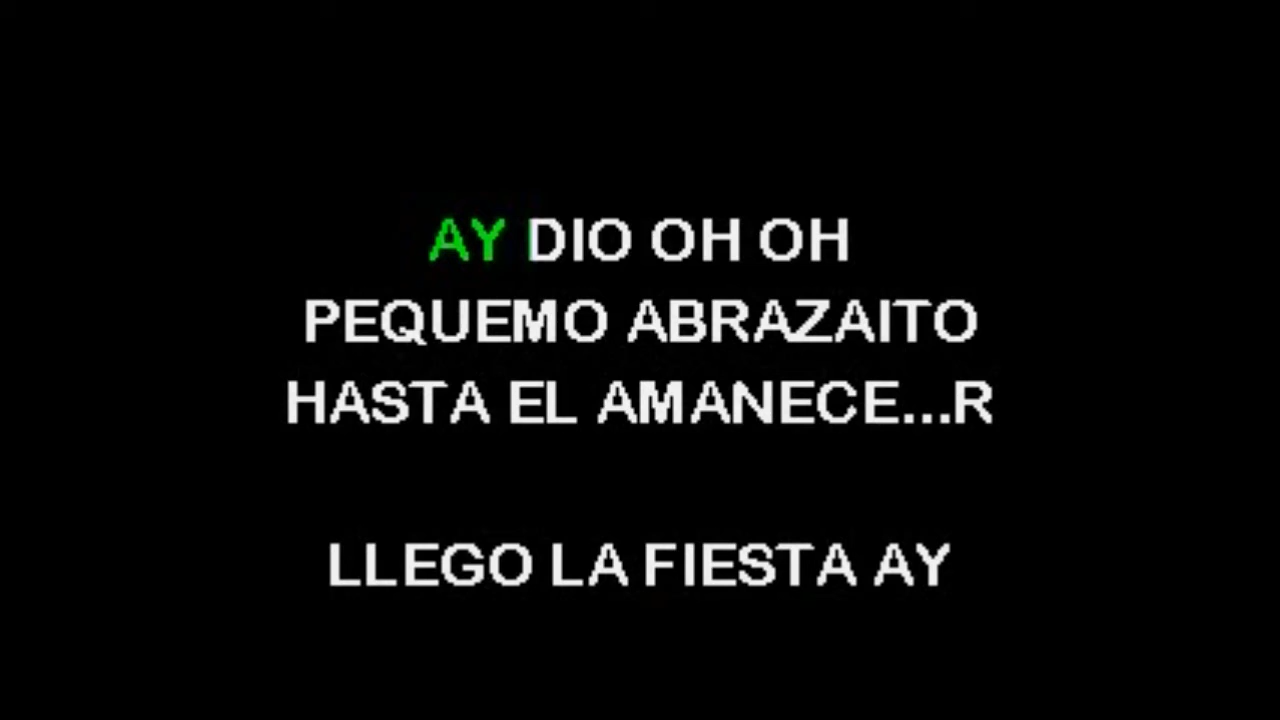 AY DIO OH OH
PEQUEMO ABRAZAITO
HASTA EL AMANECE...R
LLEGO LA FIESTA AY